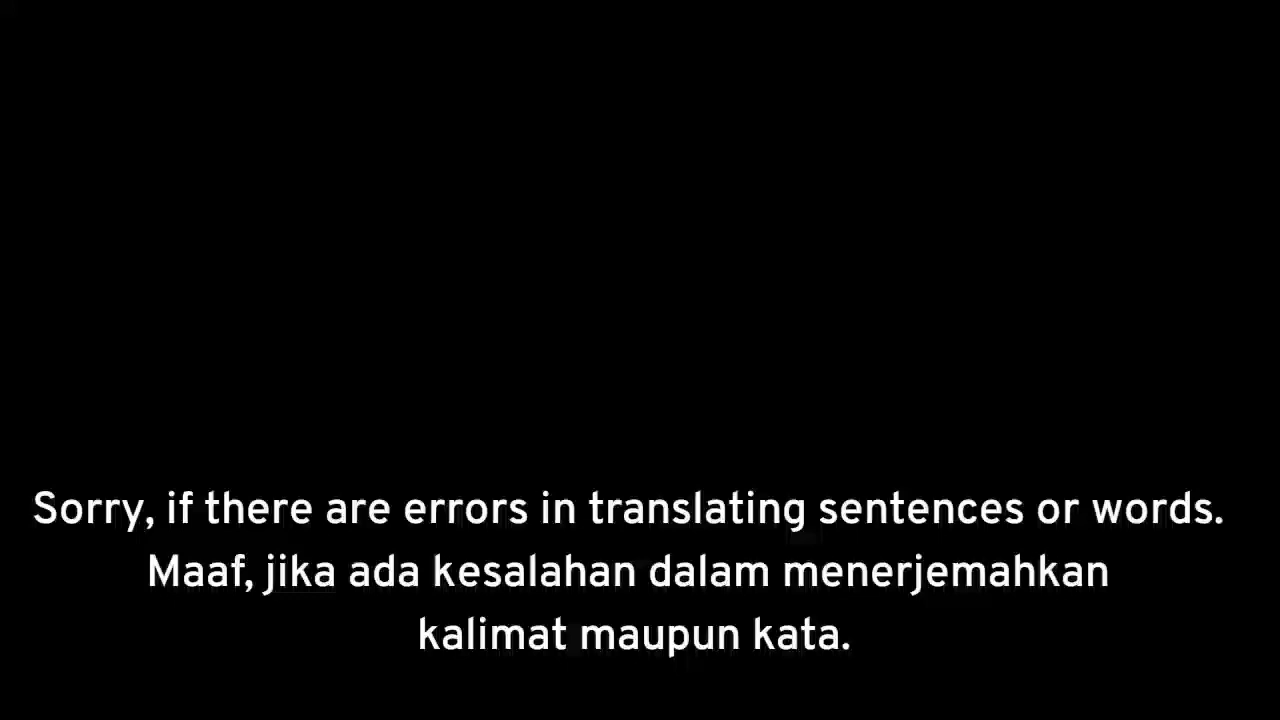 Sorry, if there are errors in translating sentences or words.
Maaf, jika ada kesalahan dalam menerjemahkan
kalimat maupun kata.